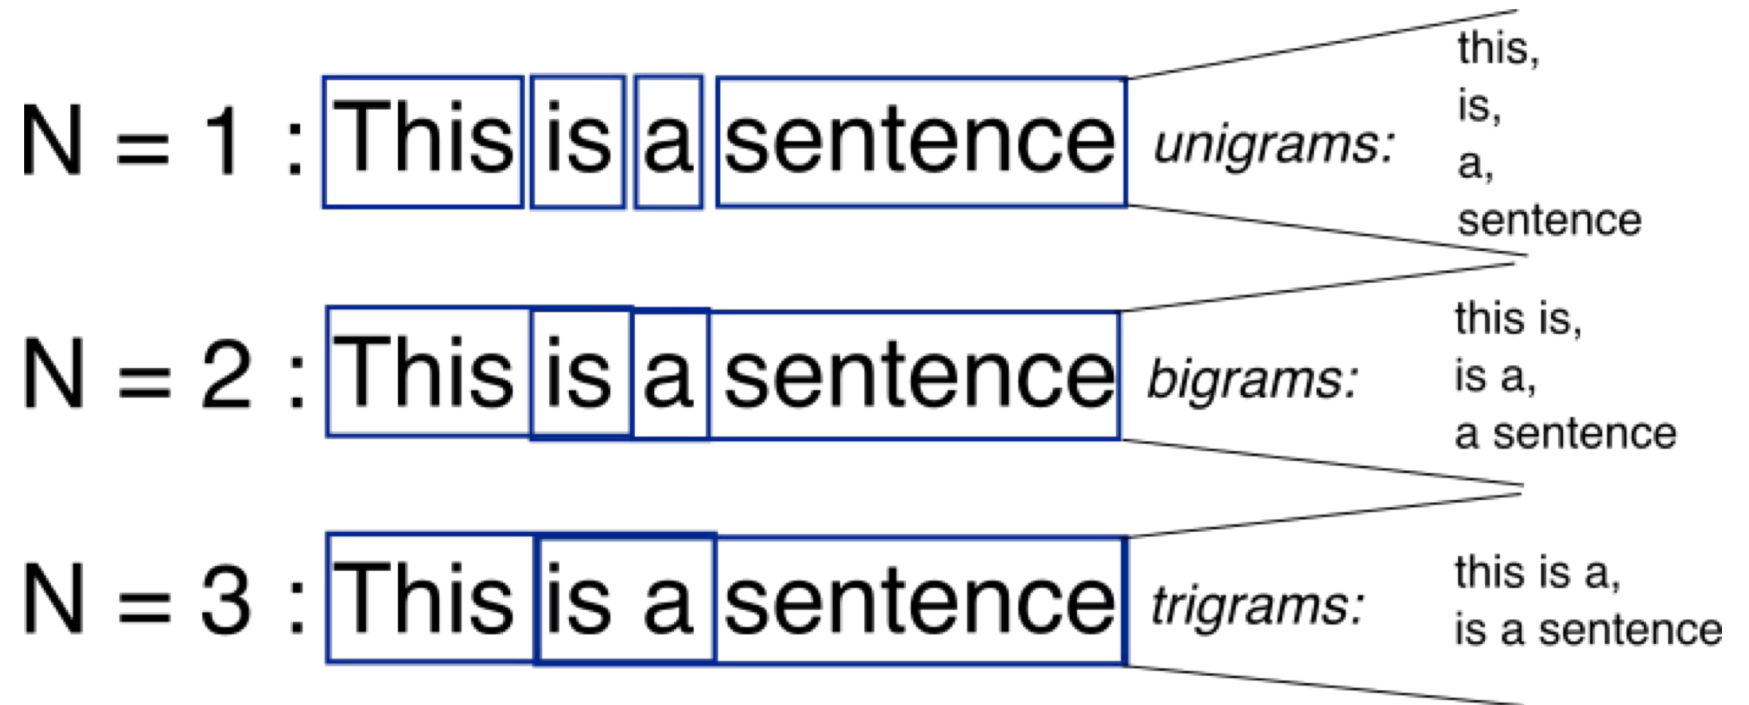 N = 1 : This is a sentence unigrams:
this,
is,
a,
sentence
N = 2 : This is a sentence bigrams:
this is,
is a,
a sentence
N = 3 : This is a sentence trigrams:
this is a,
is a sentence